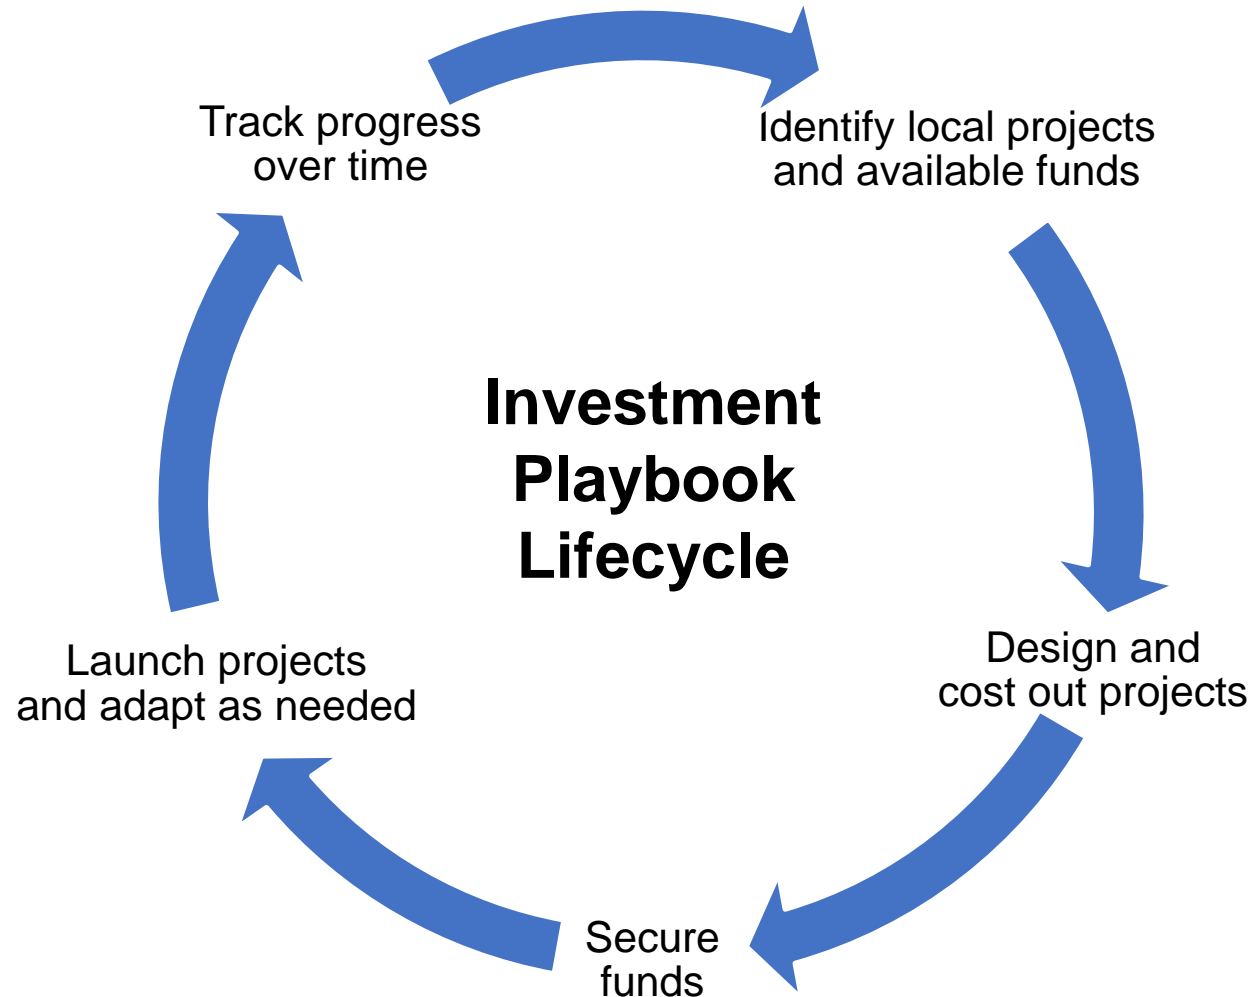 Track progress
over time
Identify local projects
and available funds
Investment
Playbook
Lifecycle
Launch projects
and adapt as needed
Design and
cost out projects
Secure
funds